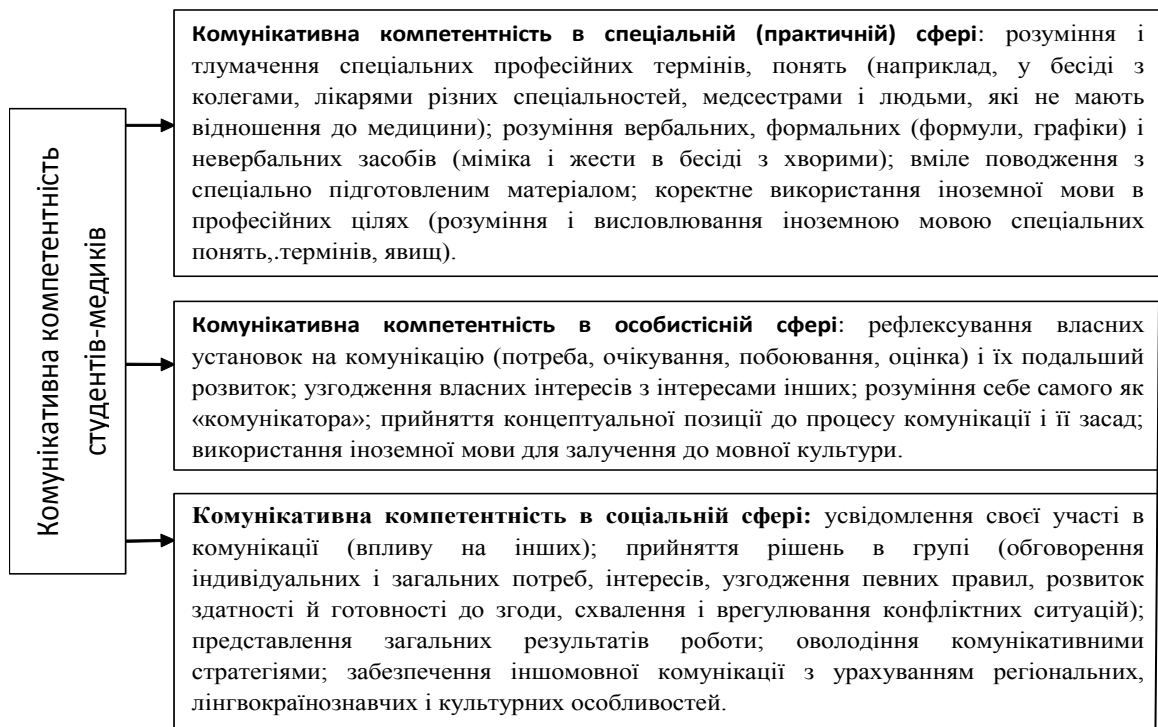 Комунікативна компетентність
студентів-медиків
Комунікативна компетентність в спеціальній (практичній) сфері: розуміння і
тлумачення спеціальних професійних термінів, понять (наприклад, у бесіді з
колегами, лікарями різних спеціальностей, медсестрами і людьми, які не мають
відношення до медицини); розуміння вербальних, формальних (формули, графіки) і
невербальних засобів (міміка і жести в бесіді з хворими); вміле поводження з
спеціально підготовленим матеріалом; коректне використання іноземної мови в
професійних цілях (розуміння і висловлювання іноземною мовою спеціальних
понять,.термінів, явищ).
Комунікативна компетентність в особистісній сфері: рефлексування власних
установок на комунікацію (потреба, очікування, побоювання, оцінка) і їх подальший
розвиток; узгодження власних інтересів з інтересами інших; розуміння себе самого як
«комунікатора»; прийняття концептуальної позиції до процесу комунікації і її засад;
використання іноземної мови для залучення до мовної культури.
Комунікативна компетентність в соціальній сфері: усвідомлення своєї участі в
комунікації (впливу на інших); прийняття рішень в групі (обговорення
індивідуальних і загальних потреб, інтересів, узгодження певних правил, розвиток
здатності й готовності до згоди, схвалення і врегулювання конфліктних ситуацій);
представлення загальних результатів роботи; оволодіння комунікативними
стратегіями; забезпечення іншомовної комунікації з урахуванням регіональних,
лінгвокраїнознавчих і культурних особливостей.